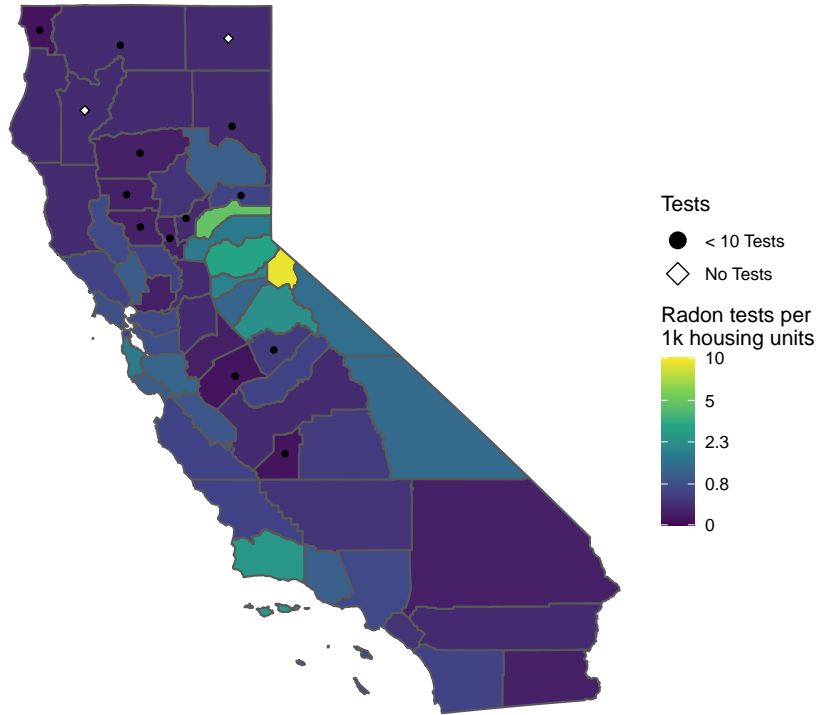 Tests
< 10 Tests
No Tests
Radon tests per
1k housing units
10
5
2.3
0.8
0